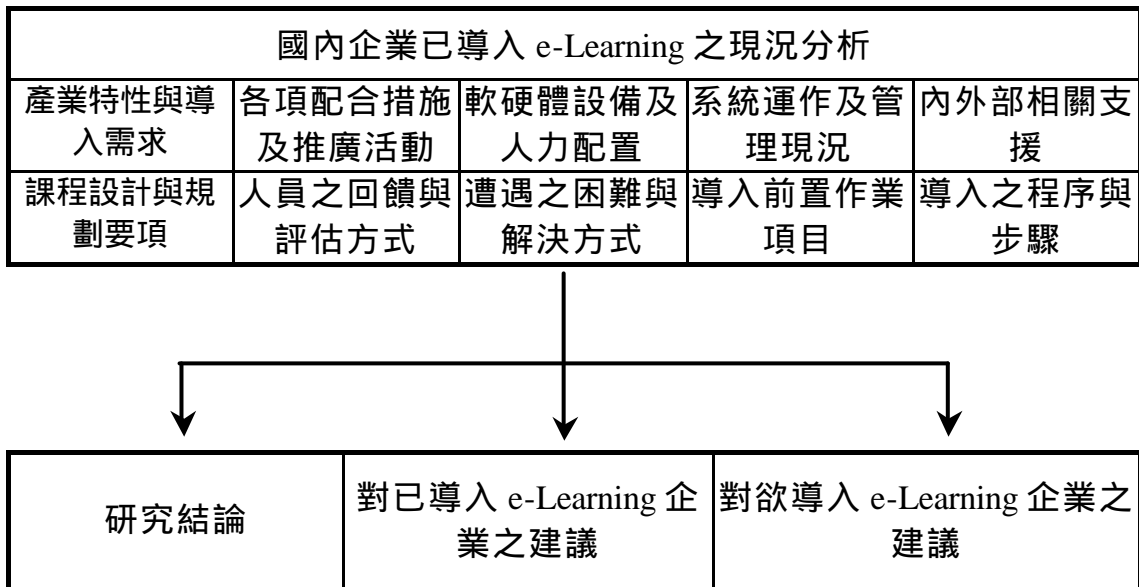 國內企業已導入 e-Learning 之現況分析
產業特性與導
入需求
各項配合措施
及推廣活動
軟硬體設備及
人力配置
系統運作及管
理現況
內外部相關支
援
課程設計與規
劃要項
人員之回饋與
評估方式
遭遇之困難與
解決方式
導入前置作業
項目
導入之程序與
步驟
研究結論
對已導入 e-Learning 企
業之建議
對欲導入 e-Learning 企業之
建議